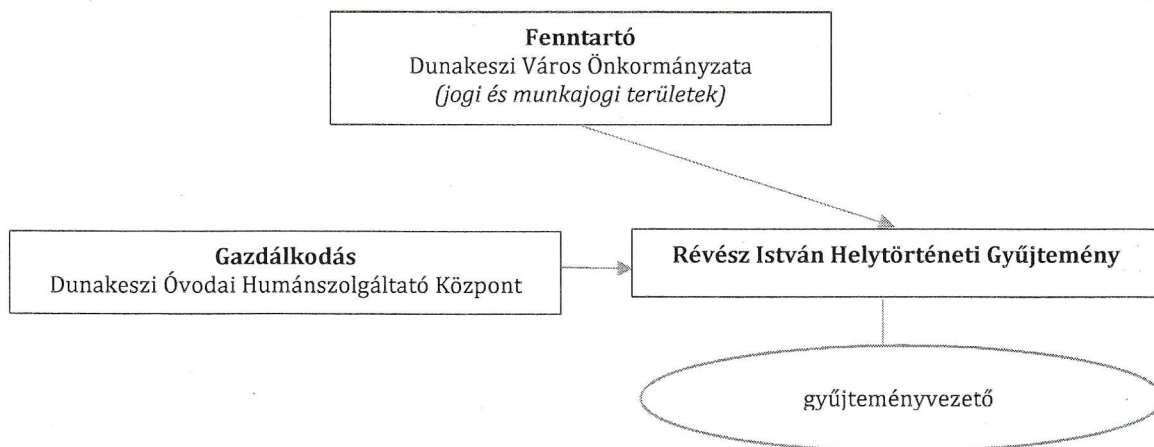 Fenntartó
Dunakeszi Város Önkormányzata
(jogi és munkajogi területek)
Gazdálkodás
Dunakeszi Óvodai Humánszolgáltató Központ
Révész István Helytörténeti Gyűjtemény
gyűjteményvezető